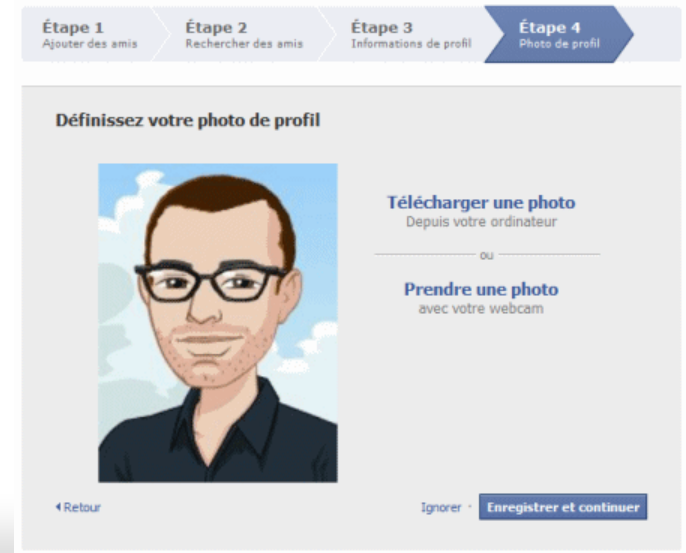 Étape 1
Ajouter des amis
Étape 2
Rechercher des amis
Étape 3
Informations de profil
Étape 4
Photo de profil
Définissez votre photo de profil
Télécharger une photo
Depuis votre ordinateur
ou
Prendre une photo
avec votre webcam
Retour
Ignorer ·
Enregistrer et continuer